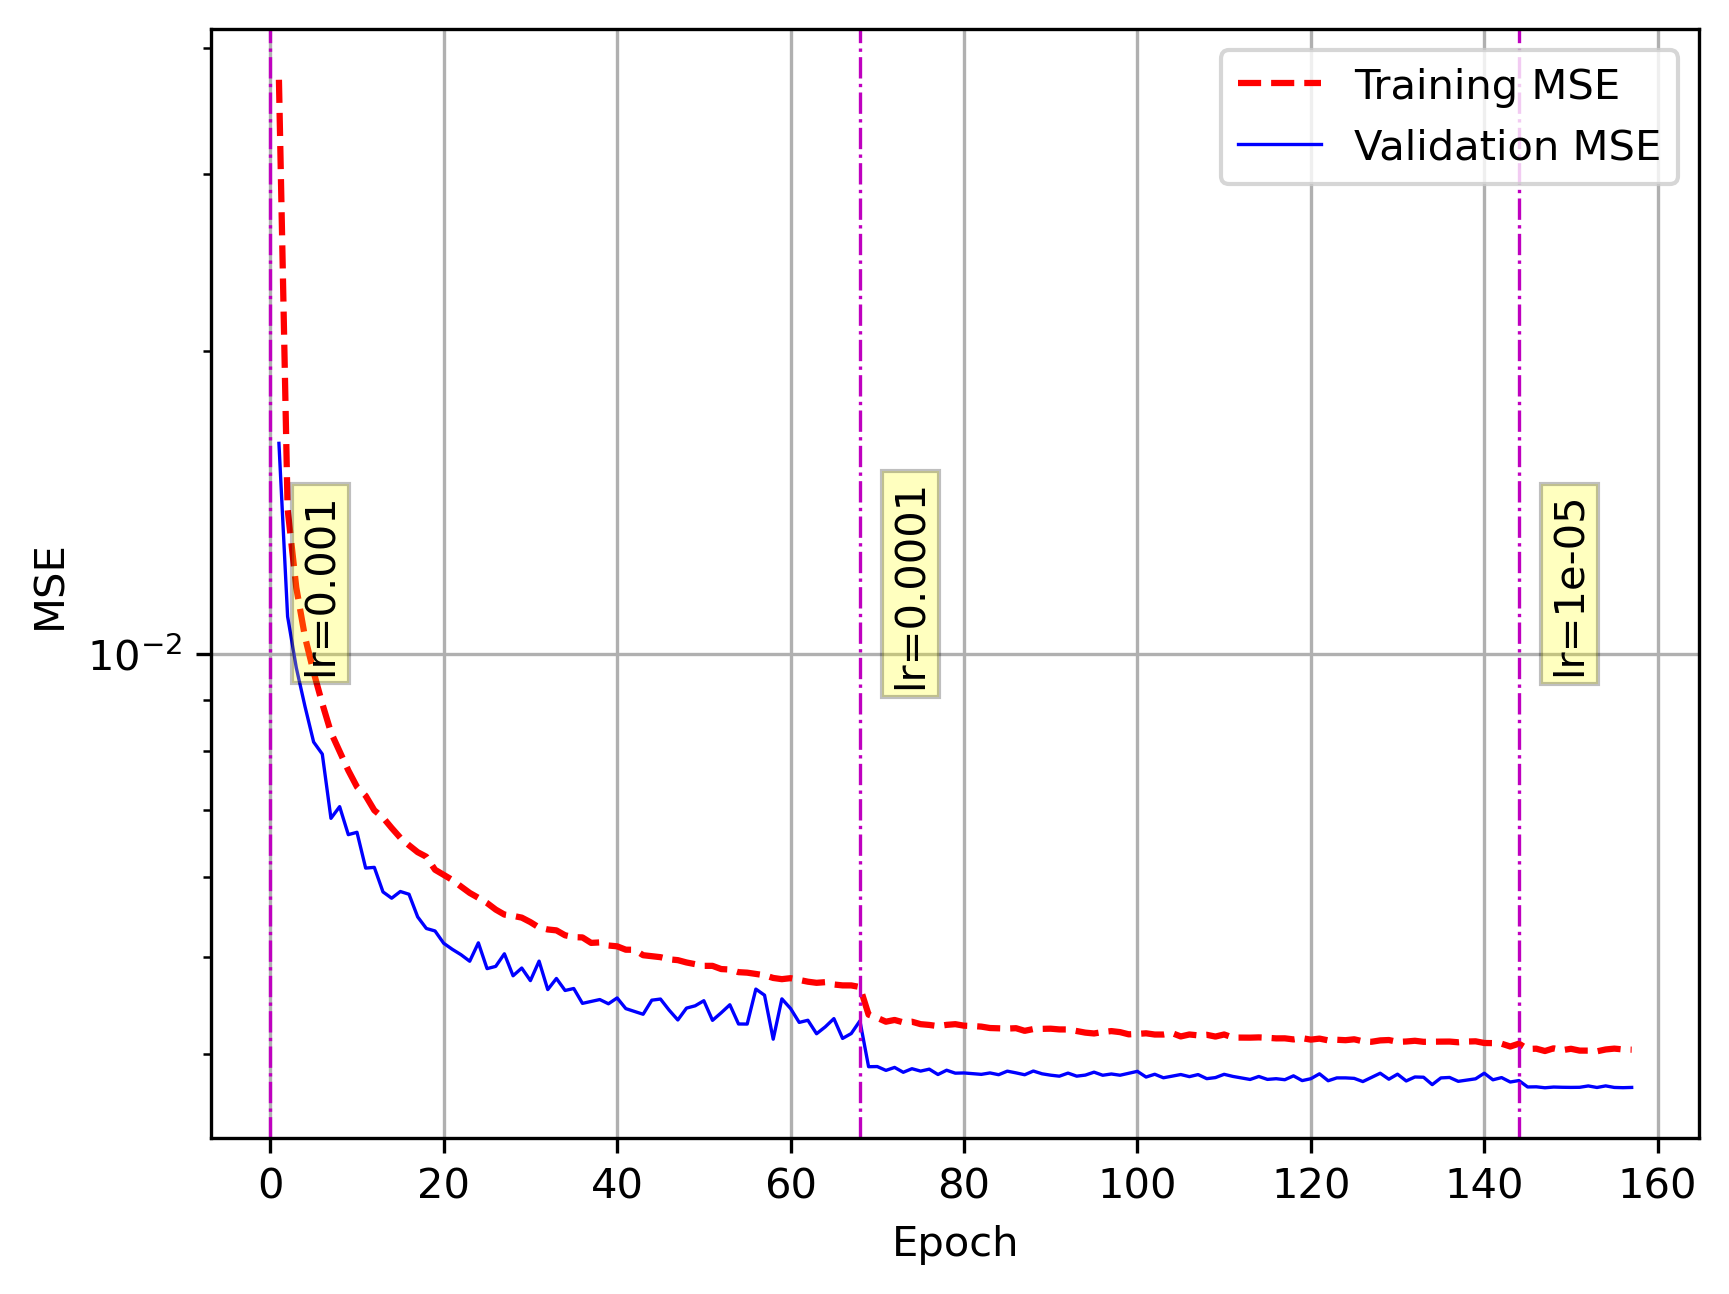 Training MSE
Validation MSE
lr=0.001
lr=0.0001
lr=1e-05
MSE
10⁻²
0 20 40 60 80 100 120 140 160
Epoch